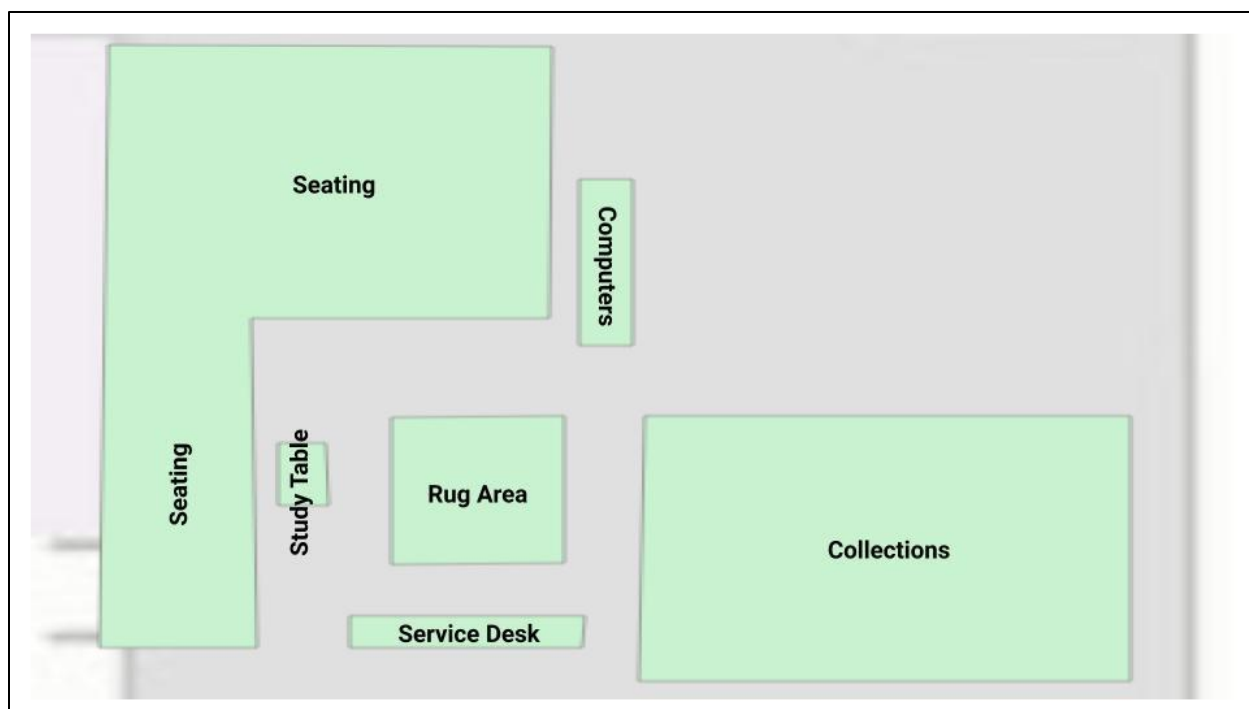 Seating
Computers
Seating
Study Table
Rug Area
Collections
Service Desk